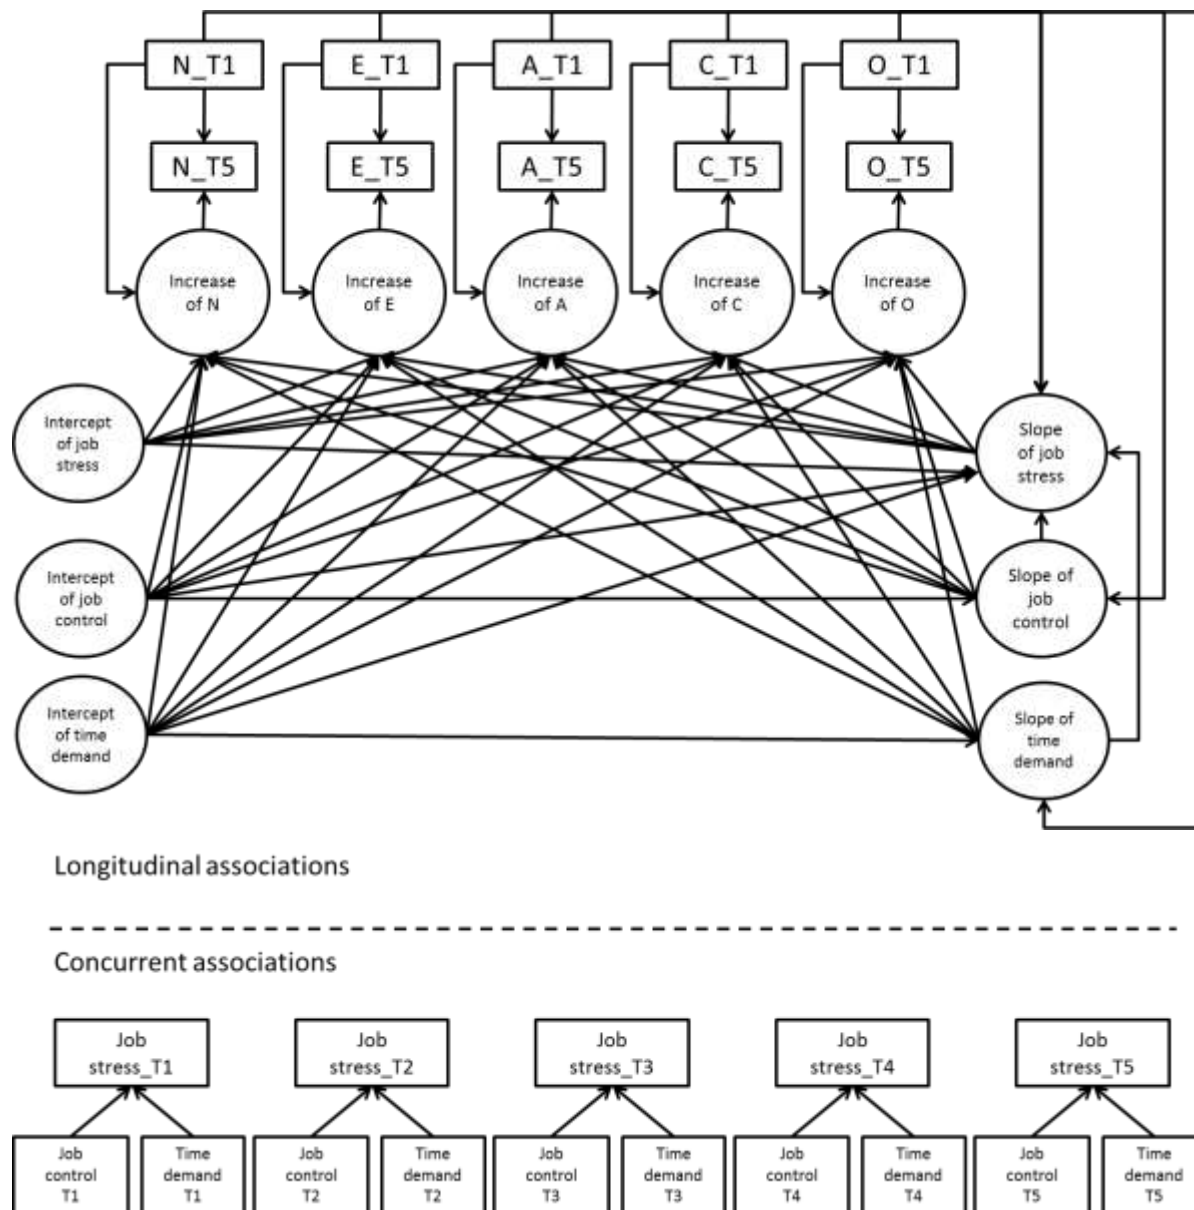 N_T1
E_T1
A_T1
C_T1
O_T1
N_T5
E_T5
A_T5
C_T5
O_T5
Increase
of N
Increase
of E
Increase
of A
Increase
of C
Increase
of O
Intercept
of job
stress
Slope
of job
stress
Intercept
of job
control
Slope of
job
control
Intercept
of time
demand
Slope of
time
demand
Longitudinal associations
Concurrent associations
Job
stress_T1
Job
stress_T2
Job
stress_T3
Job
stress_T4
Job
stress_T5
Job
control
T1
Time
demand
T1
Job
control
T2
Time
demand
T2
Job
control
T3
Time
demand
T3
Job
control
T4
Time
demand
T4
Job
control
T5
Time
demand
T5